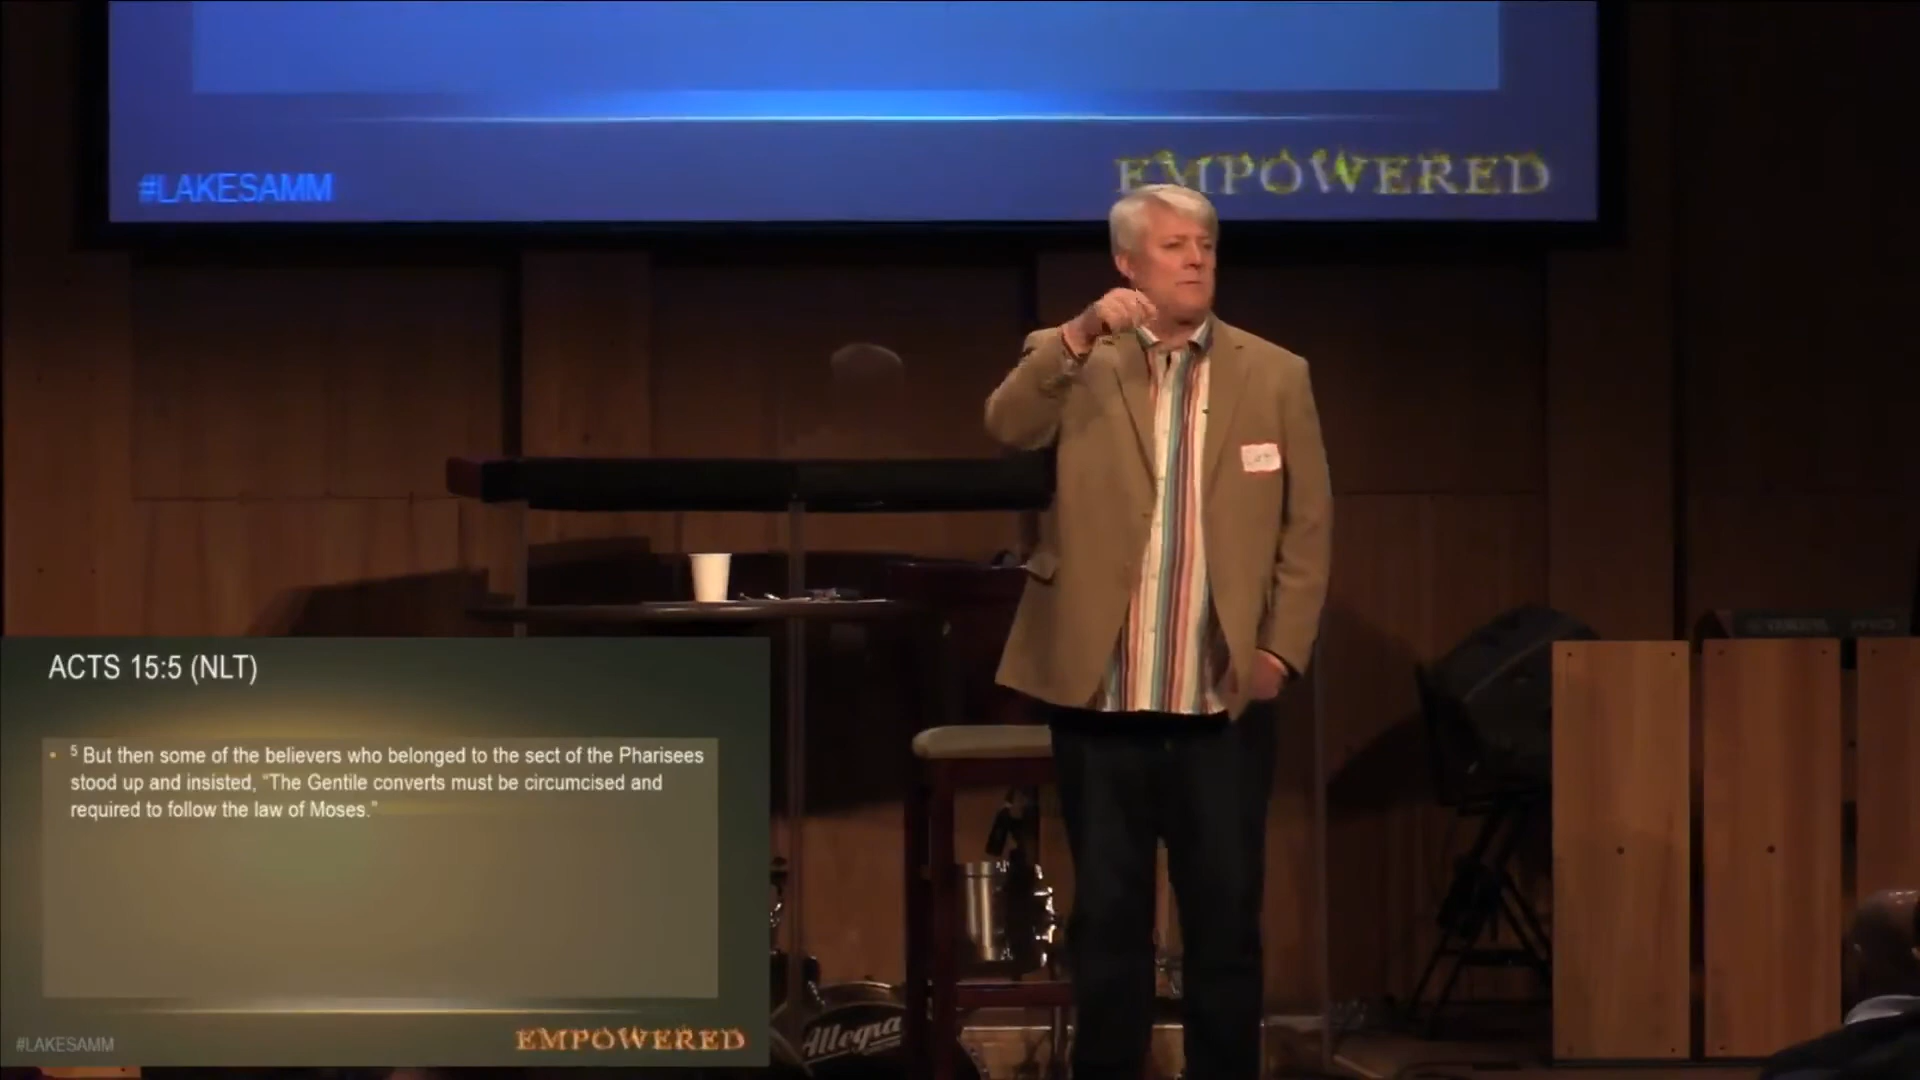 #LAKESAMM
EMPOWERED
ACTS 15:5 (NLT)
• 5 But then some of the believers who belonged to the sect of the Pharisees
stood up and insisted, “The Gentile converts must be circumcised and
required to follow the law of Moses.”
#LAKESAMM
EMPOWERED
Allegra